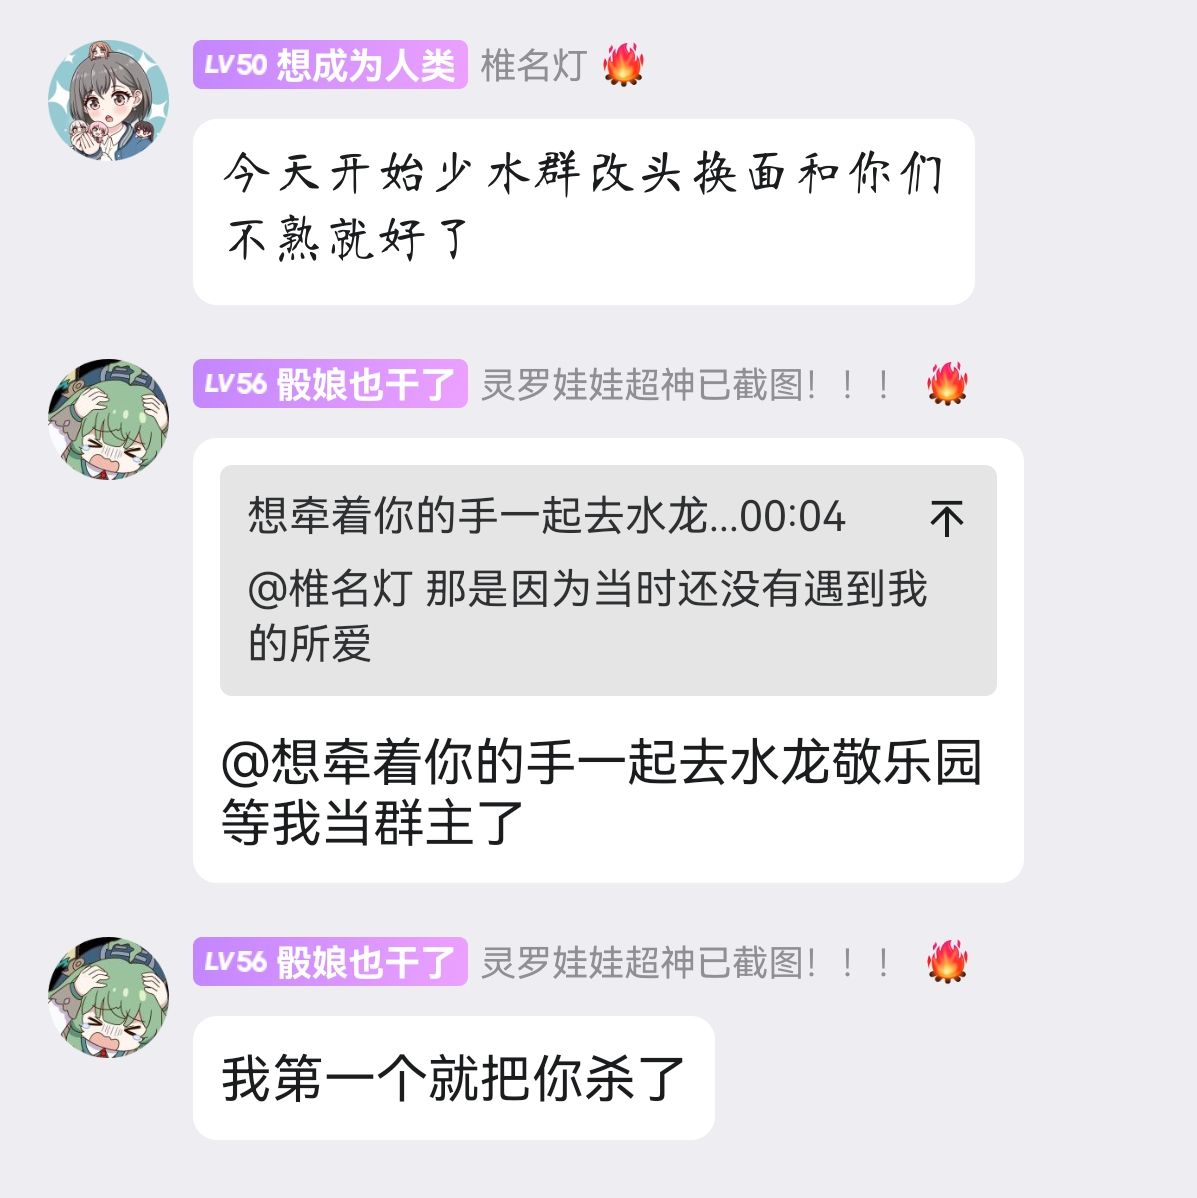 LV50 想成为人类 椎名灯 🔥
今天开始少水群改头换面和你们
不熟就好了
LV56 骰娘也干了 灵罗娃娃超神已截图！！！ 🔥
想牵着你的手一起去水龙...00:04
@椎名灯 那是因为当时还没有遇到我
的所爱
@想牵着你的手一起去水龙敬乐园
等我当群主了
LV56 骰娘也干了 灵罗娃娃超神已截图！！！ 🔥
我第一个就把你杀了